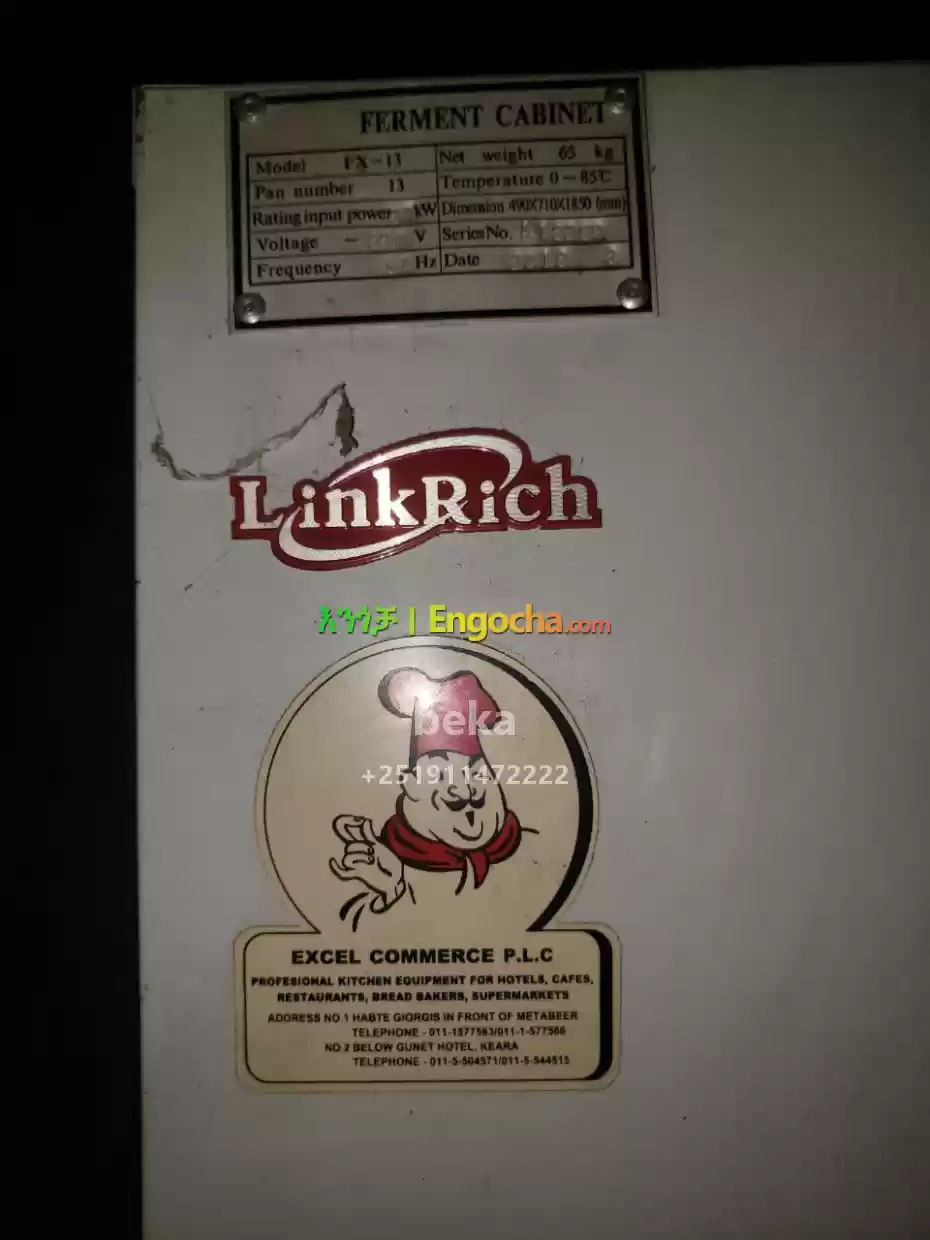 FERMENT CABINET
Model FX-13 Net weight 65 kg
Pan number 13 Temperature 0-85℃
Rating input power kW Dimension 490X710X1850 (mm)
Voltage ~ V Series No.
Frequency Hz Date
LinkRich
እንጎቻ | Engocha.com
beka
+251911472222
EXCEL COMMERCE P.L.C
PROFESIONAL KITCHEN EQUIPMENT FOR HOTELS, CAFES,
RESTAURANTS, BREAD BAKERS, SUPERMARKETS
ADDRESS NO 1 HABTE GIORGIS IN FRONT OF METABEER
TELEPHONE - 011-1577563/011-1-577566
NO.2 BELOW GUNET HOTEL, KEARA
TELEPHONE - 011-5-504571/011-5-544515